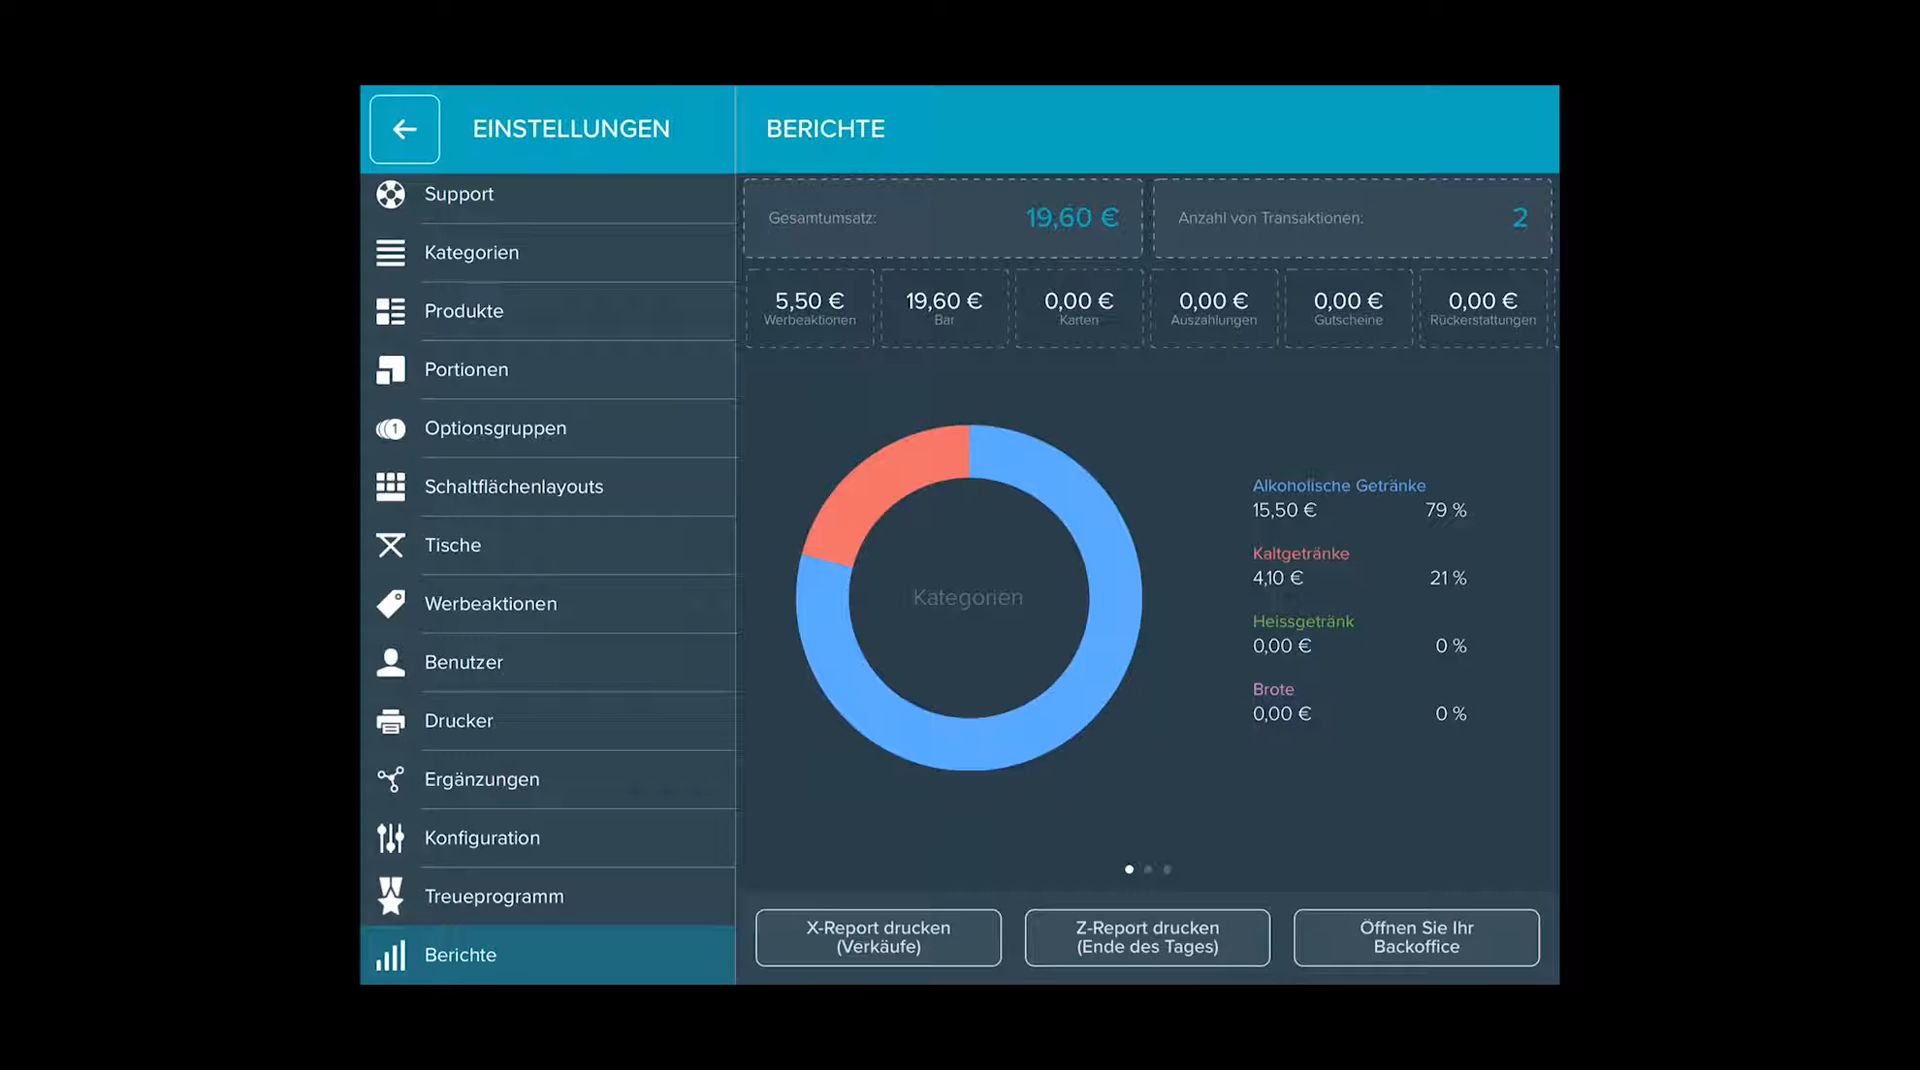 EINSTELLUNGEN
BERICHTE
Support
Kategorien
Produkte
Portionen
1
Optionsgruppen
Schaltflächenlayouts
Tische
Werbeaktionen
Benutzer
Drucker
Ergänzungen
Konfiguration
Treueprogramm
Berichte
Gesamtumsatz: 19,60 €
Anzahl von Transaktionen: 2
5,50 €
Werbeaktionen
19,60 €
Bar
0,00 €
Karten
0,00 €
Auszahlungen
0,00 €
Gutscheine
0,00 €
Rückerstattungen
Kategorien
Alkoholische Getränke
15,50 € 79 %
Kaltgetränke
4,10 € 21 %
Heissgetränk
0,00 € 0 %
Brote
0,00 € 0 %
X-Report drucken
(Verkäufe)
Z-Report drucken
(Ende des Tages)
Öffnen Sie Ihr
Backoffice